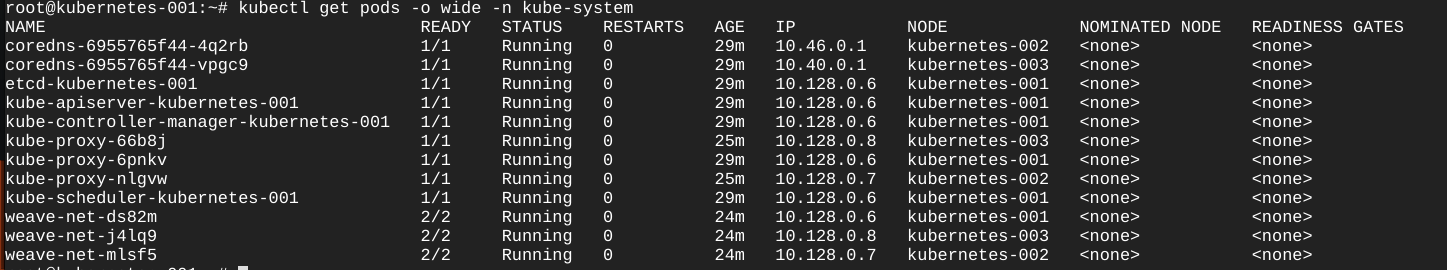 root@kubernetes-001:~# kubectl get pods -o wide -n kube-system
NAME READY STATUS RESTARTS AGE IP NODE NOMINATED NODE READINESS GATES
coredns-6955765f44-4q2rb 1/1 Running 0 29m 10.46.0.1 kubernetes-002 <none> <none>
coredns-6955765f44-vpgc9 1/1 Running 0 29m 10.40.0.1 kubernetes-003 <none> <none>
etcd-kubernetes-001 1/1 Running 0 29m 10.128.0.6 kubernetes-001 <none> <none>
kube-apiserver-kubernetes-001 1/1 Running 0 29m 10.128.0.6 kubernetes-001 <none> <none>
kube-controller-manager-kubernetes-001 1/1 Running 0 29m 10.128.0.6 kubernetes-001 <none> <none>
kube-proxy-66b8j 1/1 Running 0 25m 10.128.0.8 kubernetes-003 <none> <none>
kube-proxy-6pnkv 1/1 Running 0 29m 10.128.0.6 kubernetes-001 <none> <none>
kube-proxy-nlgvw 1/1 Running 0 25m 10.128.0.7 kubernetes-002 <none> <none>
kube-scheduler-kubernetes-001 1/1 Running 0 29m 10.128.0.6 kubernetes-001 <none> <none>
weave-net-ds82m 2/2 Running 0 24m 10.128.0.6 kubernetes-001 <none> <none>
weave-net-j4lq9 2/2 Running 0 24m 10.128.0.8 kubernetes-003 <none> <none>
weave-net-mlsf5 2/2 Running 0 24m 10.128.0.7 kubernetes-002 <none> <none>